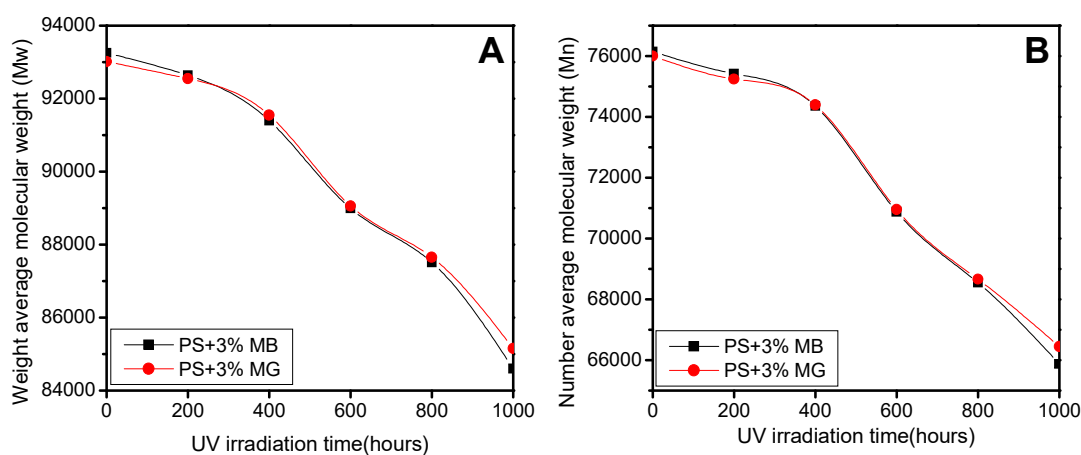 A
Weight average molecular weight (Mw)
94000
92000
90000
88000
86000
84000
PS+3% MB
PS+3% MG
0 200 400 600 800 1000
UV irradiation time(hours)
B
Number average molecular weight (Mn)
76000
74000
72000
70000
68000
66000
PS+3% MB
PS+3% MG
0 200 400 600 800 1000
UV irradiation time(hours)